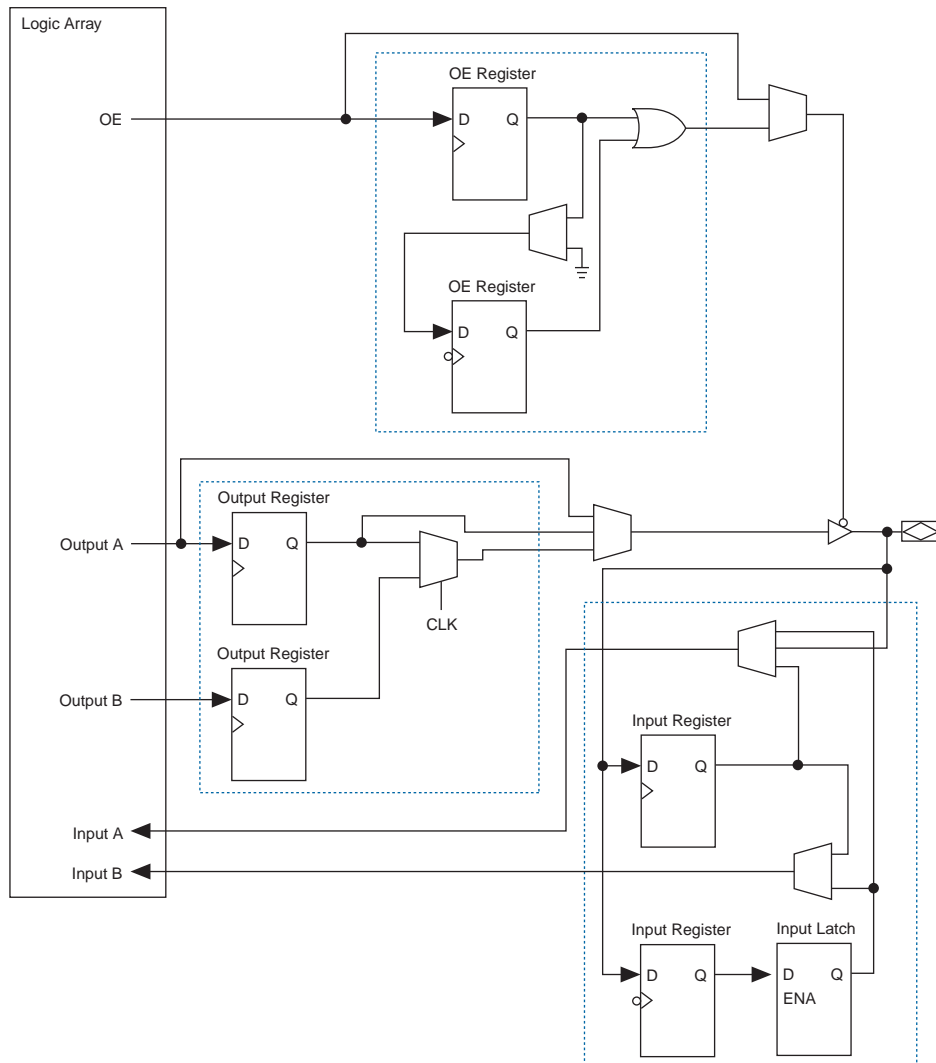 Logic Array
OE Register
OE
D Q
OE Register
D Q
Output Register
Output A
D Q
CLK
Output Register
Output B
D Q
Input Register
D Q
Input A
Input B
Input Register
Input Latch
D Q
D Q
ENA